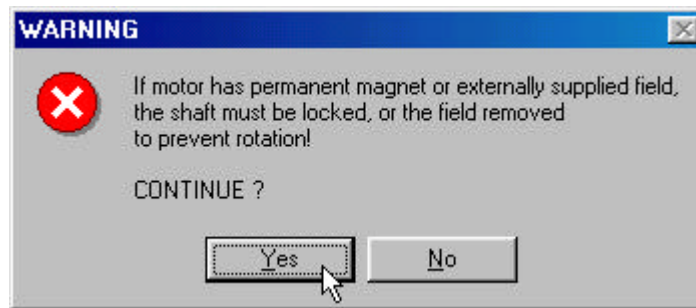 WARNING
If motor has permanent magnet or externally supplied field,
the shaft must be locked, or the field removed
to prevent rotation!
CONTINUE ?
Yes No